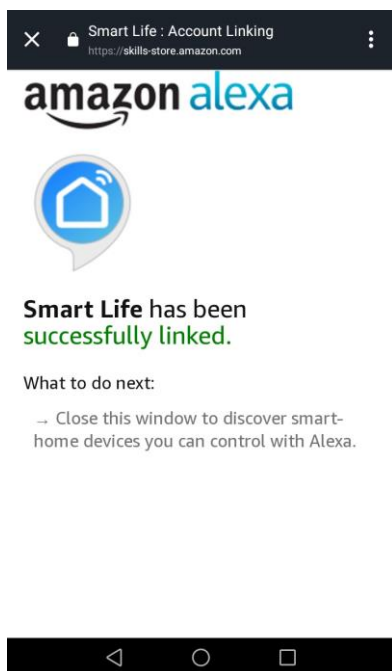 Smart Life : Account Linking
https://skills-store.amazon.com
amazon alexa
Smart Life has been
successfully linked.
What to do next:
→ Close this window to discover smart-
home devices you can control with Alexa.